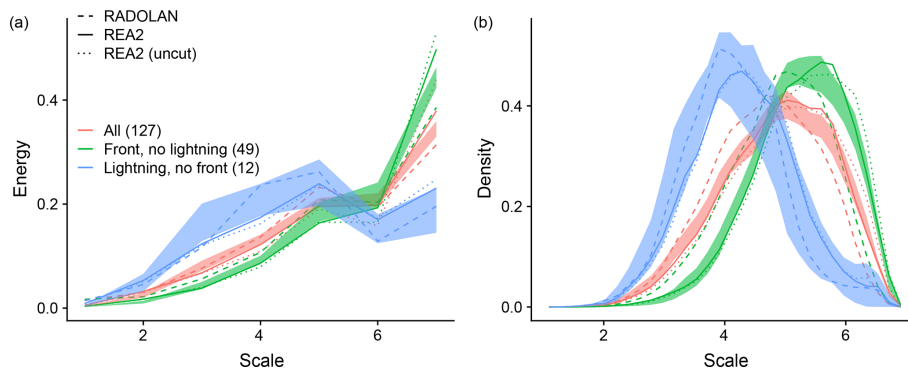 (a)
RADOLAN
REA2
REA2 (uncut)
All (127)
Front, no lightning (49)
Lightning, no front (12)
Energy
0.4
0.2
0.0
2
4
6
Scale
(b)
Density
0.4
0.2
0.0
2
4
6
Scale